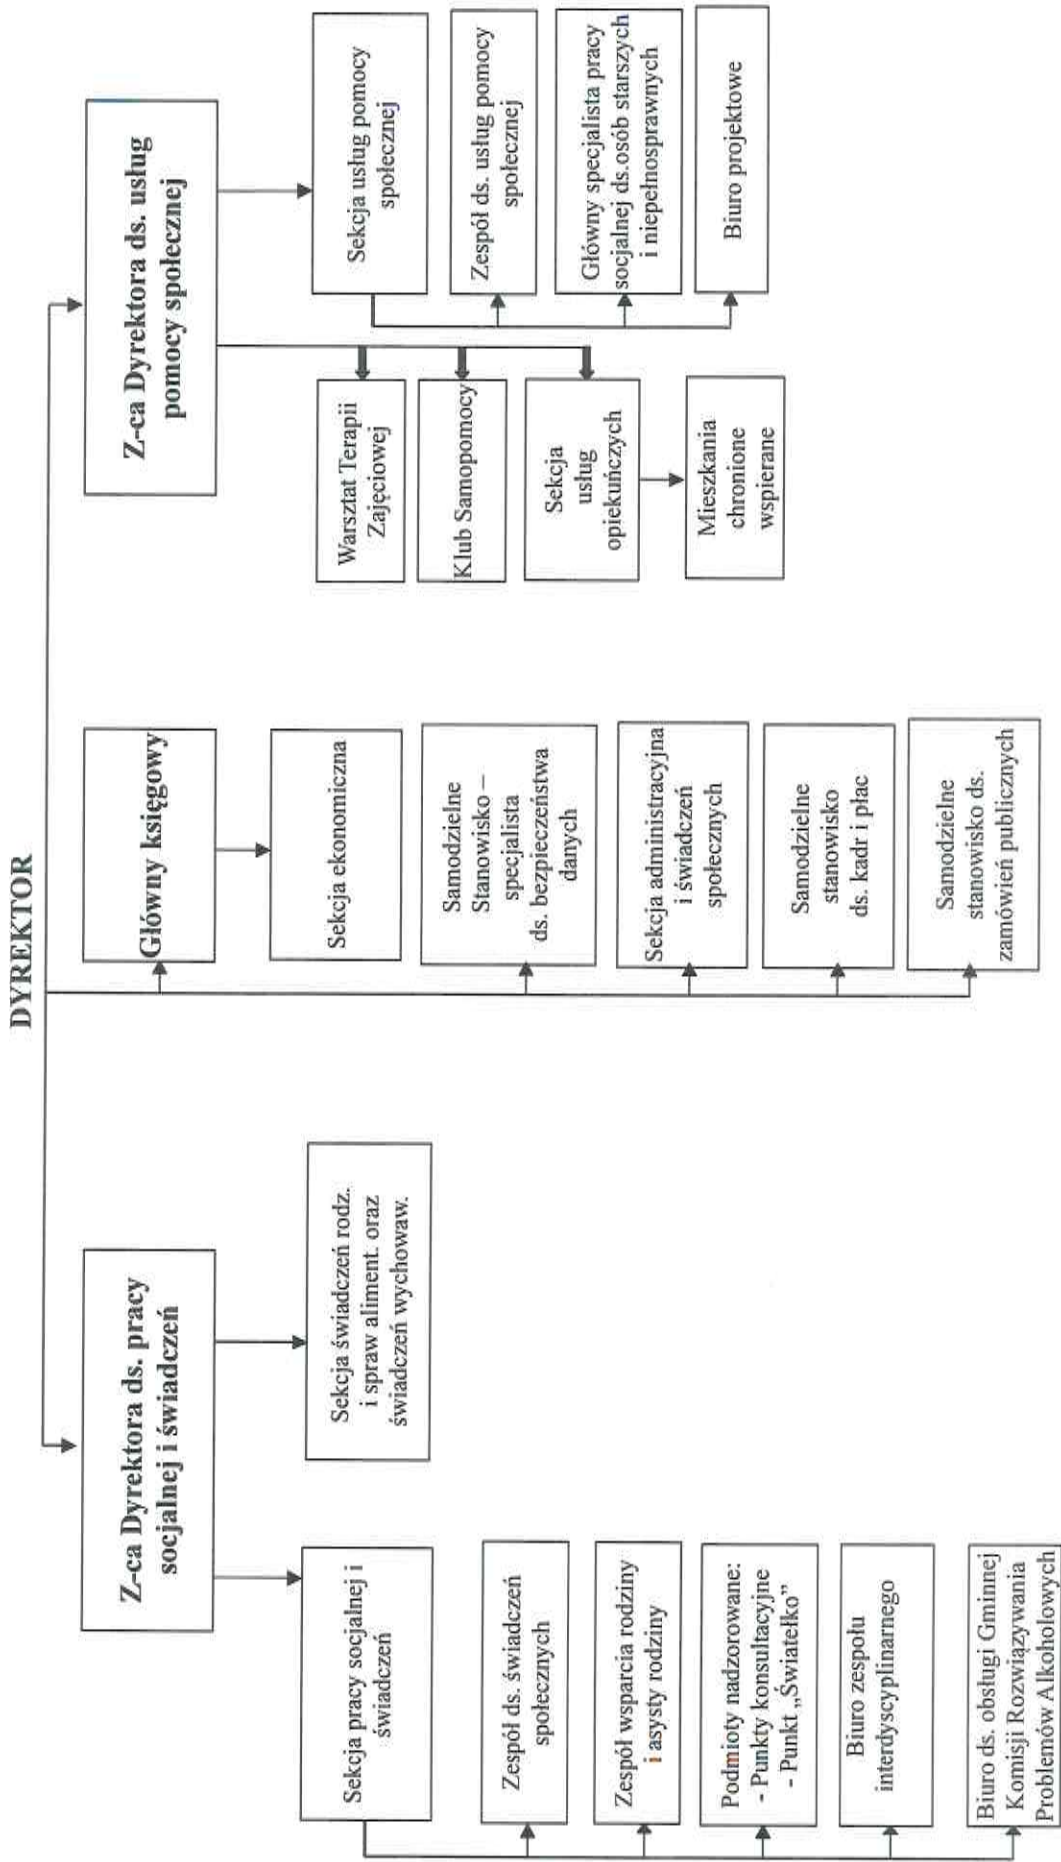 DYREKTOR
Z-ca Dyrektora ds. pracy
socjalnej i świadczeń
Sekcja pracy socjalnej i
świadczeń
Zespół ds. świadczeń
społecznych
Zespół wsparcia rodziny
i asysty rodziny
Podmioty nadzorowane:
- Punkty konsultacyjne
- Punkt „Światełko”
Biuro zespołu
interdyscyplinarnego
Biuro ds. obsługi Gminnej
Komisji Rozwiązywania
Problemów Alkoholowych
Sekcja świadczeń rodz.
i spraw aliment. oraz
świadczeń wychowaw.
Główny księgowy
Sekcja ekonomiczna
Samodzielne
Stanowisko –
specjalista
ds. bezpieczeństwa
danych
Sekcja administracyjna
i świadczeń
społecznych
Samodzielne
stanowisko
ds. kadr i płac
Samodzielne
stanowisko ds.
zamówień publicznych
Z-ca Dyrektora ds. usług
pomocy społecznej
Warsztat Terapii
Zajęciowej
Klub Samopomocy
Sekcja
usług
opiekuńczych
Mieszkania
chronione
wspierane
Sekcja usług pomocy
społecznej
Zespół ds. usług pomocy
społecznej
Główny specjalista pracy
socjalnej ds.osób starszych
i niepełnosprawnych
Biuro projektowe